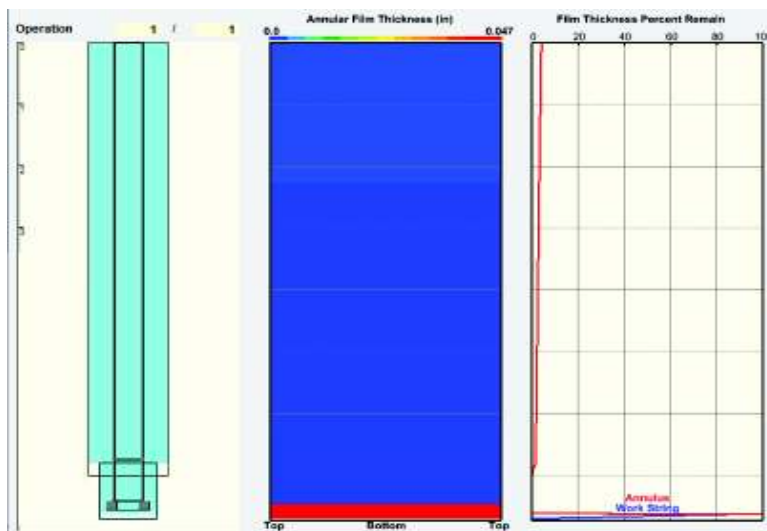 Operation 1 / 1
Annular Film Thickness (in)
0.0 0.047
Top Bottom Top
Film Thickness Percent Remain
0 20 40 60 80 100
Annulus
Work String